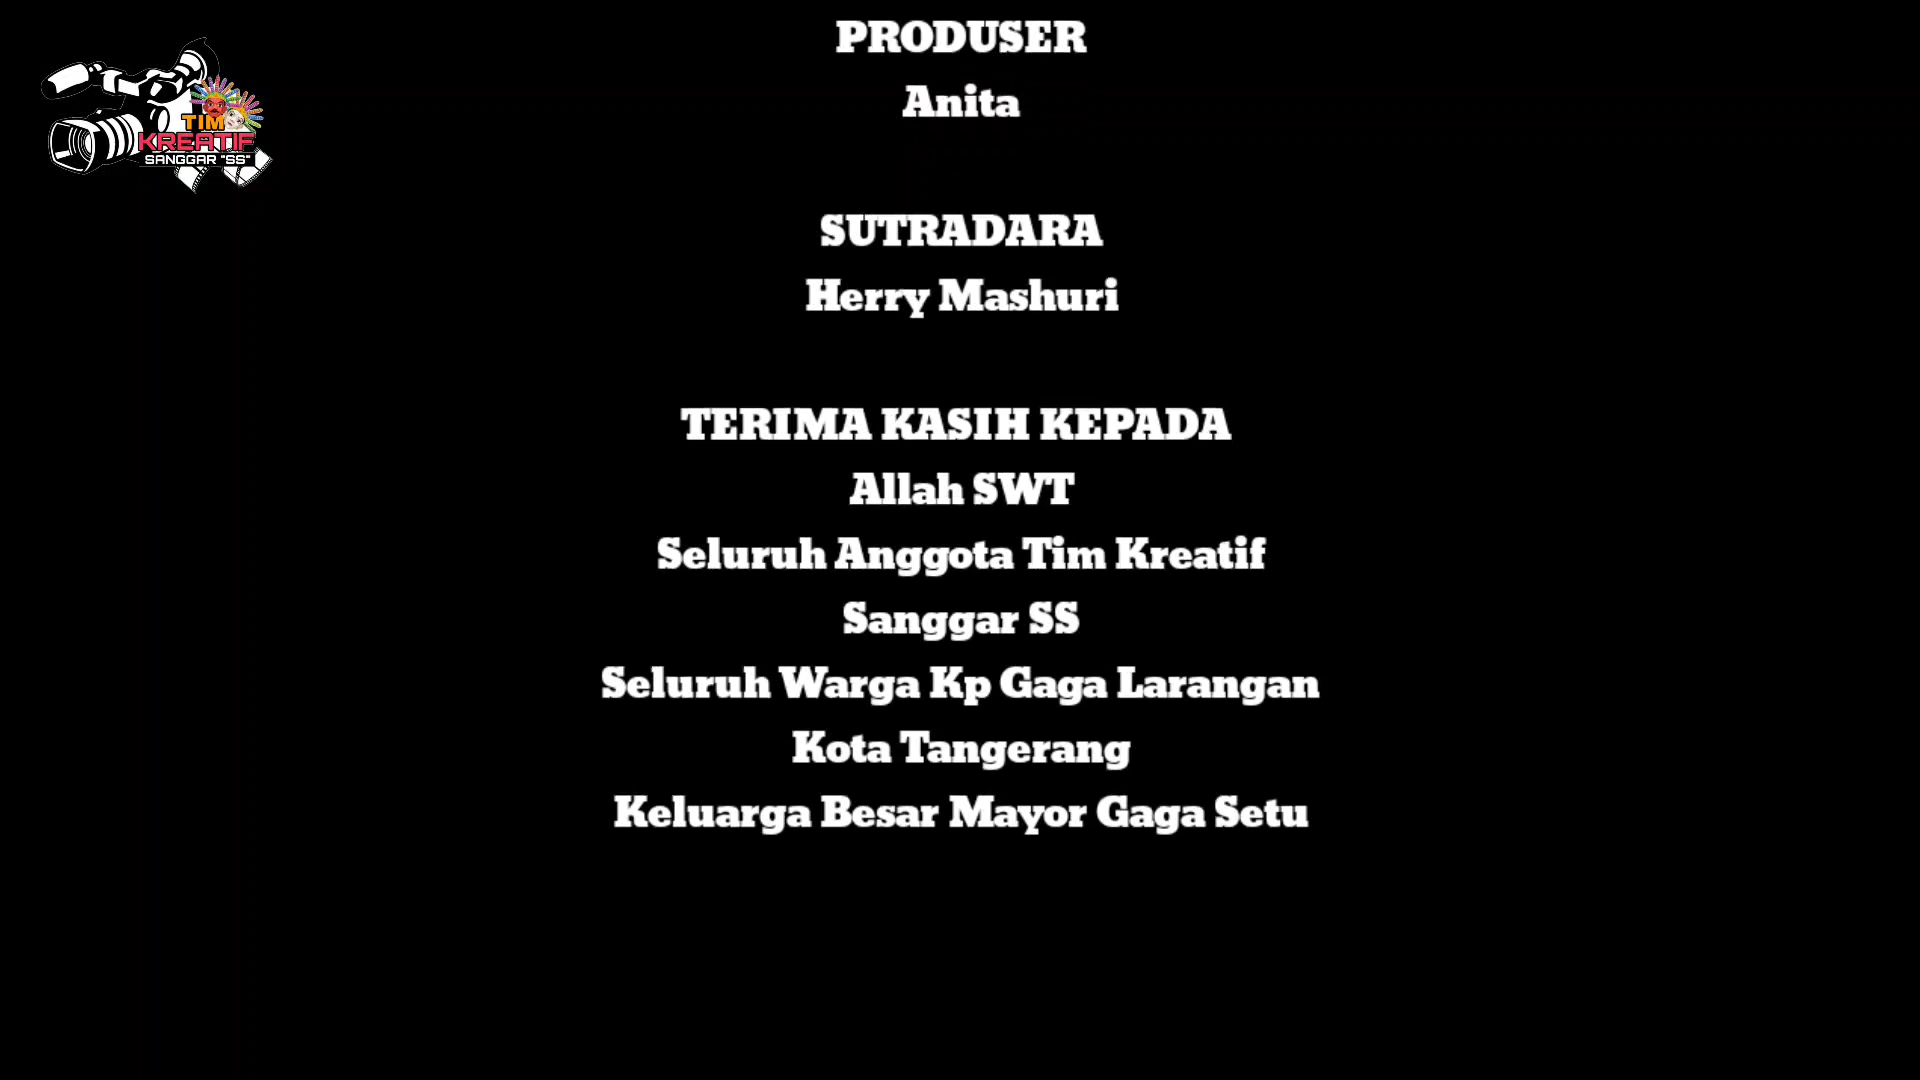 TIM
KREATIF
SANGGAR "SS"
PRODUSER
Anita
SUTRADARA
Herry Mashuri
TERIMA KASIH KEPADA
Allah SWT
Seluruh Anggota Tim Kreatif
Sanggar SS
Seluruh Warga Kp Gaga Larangan
Kota Tangerang
Keluarga Besar Mayor Gaga Setu